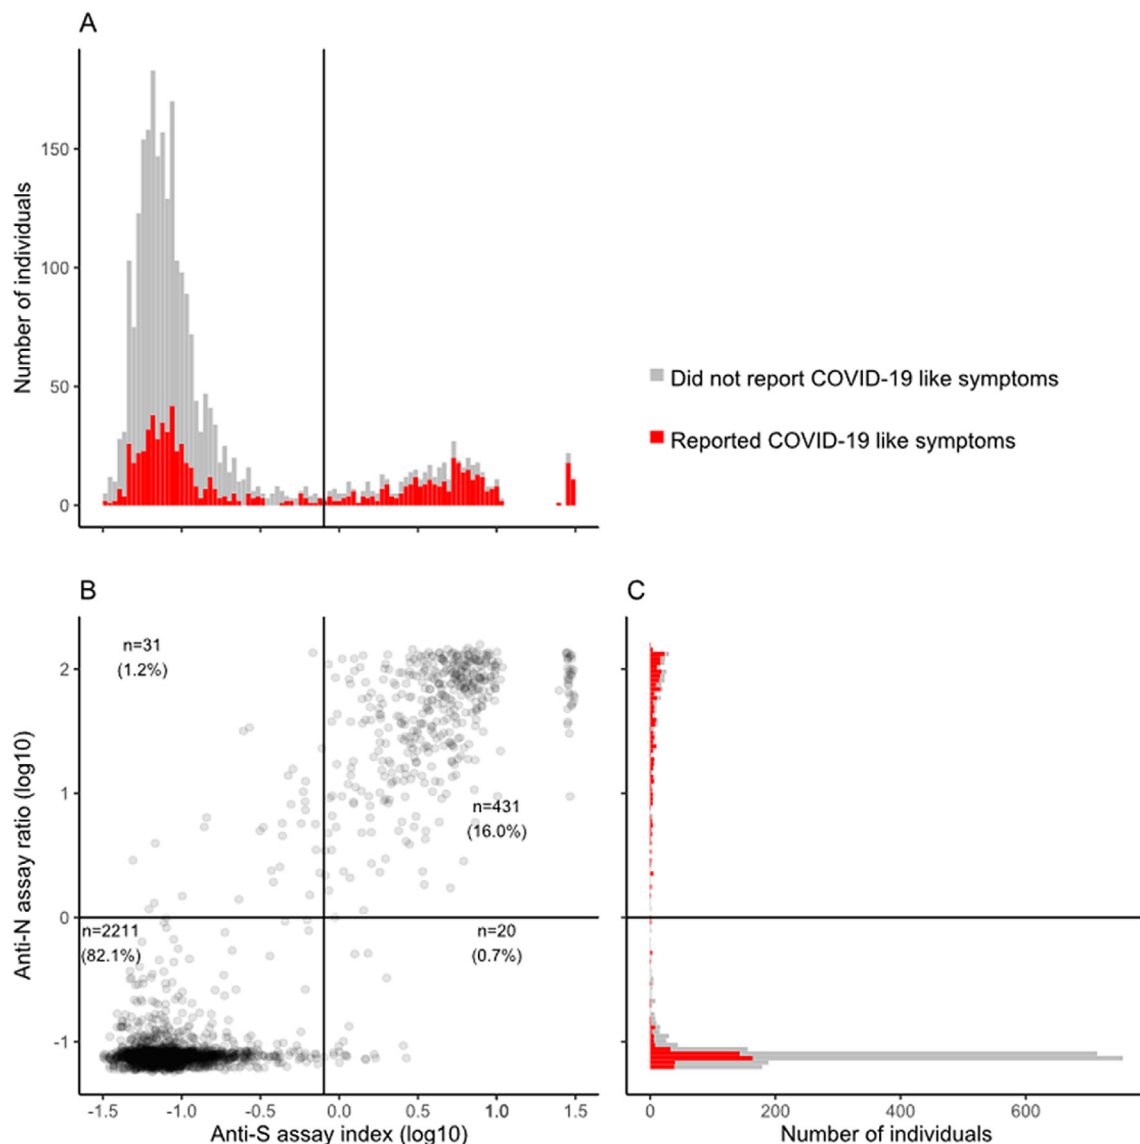 A
150
100
50
0
Number of individuals
Did not report COVID-19 like symptoms
Reported COVID-19 like symptoms
B
C
n=31
(1.2%)
n=431
(16.0%)
n=2211
(82.1%)
n=20
(0.7%)
2
1
0
-1
Anti-N assay ratio (log10)
-1.5 -1.0 -0.5 0.0 0.5 1.0 1.5
Anti-S assay index (log10)
0 200 400 600
Number of individuals